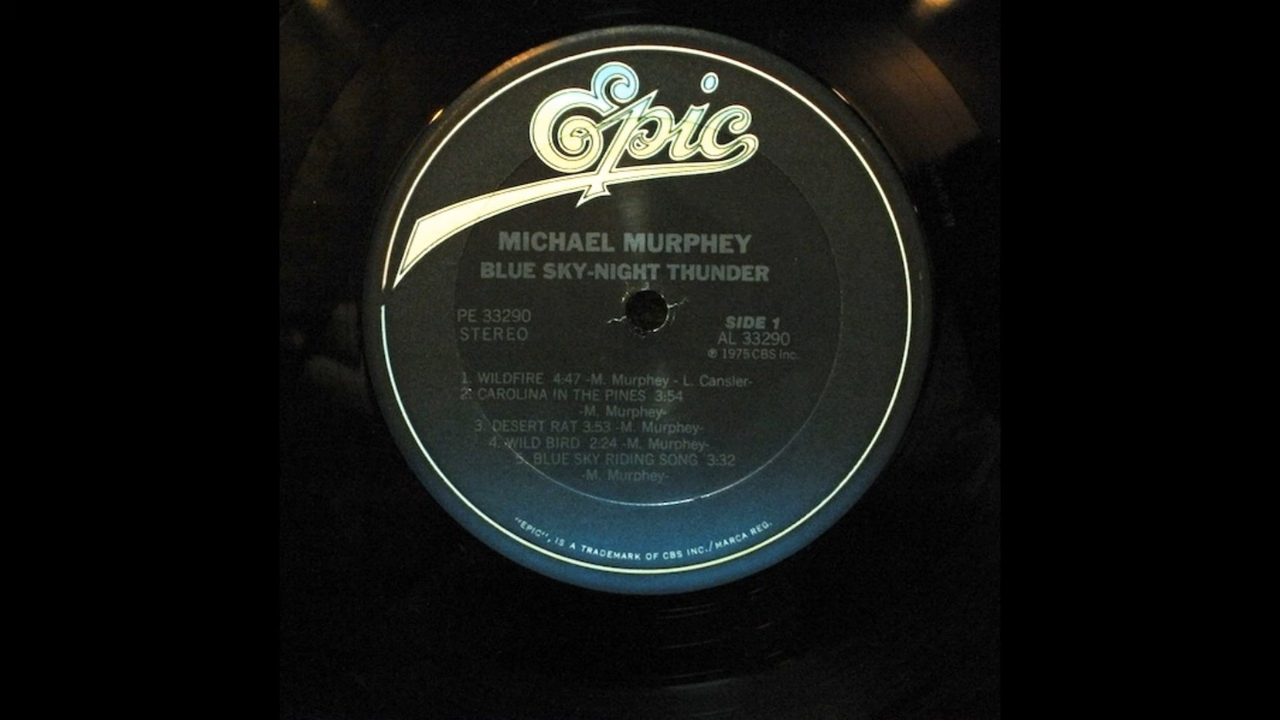 Epic
MICHAEL MURPHEY
BLUE SKY-NIGHT THUNDER
PE 33290
STEREO
SIDE 1
AL 33290
℗ 1975 CBS Inc.
1. WILDFIRE 4:47 -M. Murphey - L. Cansler-
2. CAROLINA IN THE PINES 3:54
-M. Murphey-
3. DESERT RAT 3:53 -M. Murphey-
4. WILD BIRD 2:24 -M. Murphey-
5. BLUE SKY RIDING SONG 3:32
-M. Murphey-
"EPIC", IS A TRADEMARK OF CBS INC./MARCA REG.